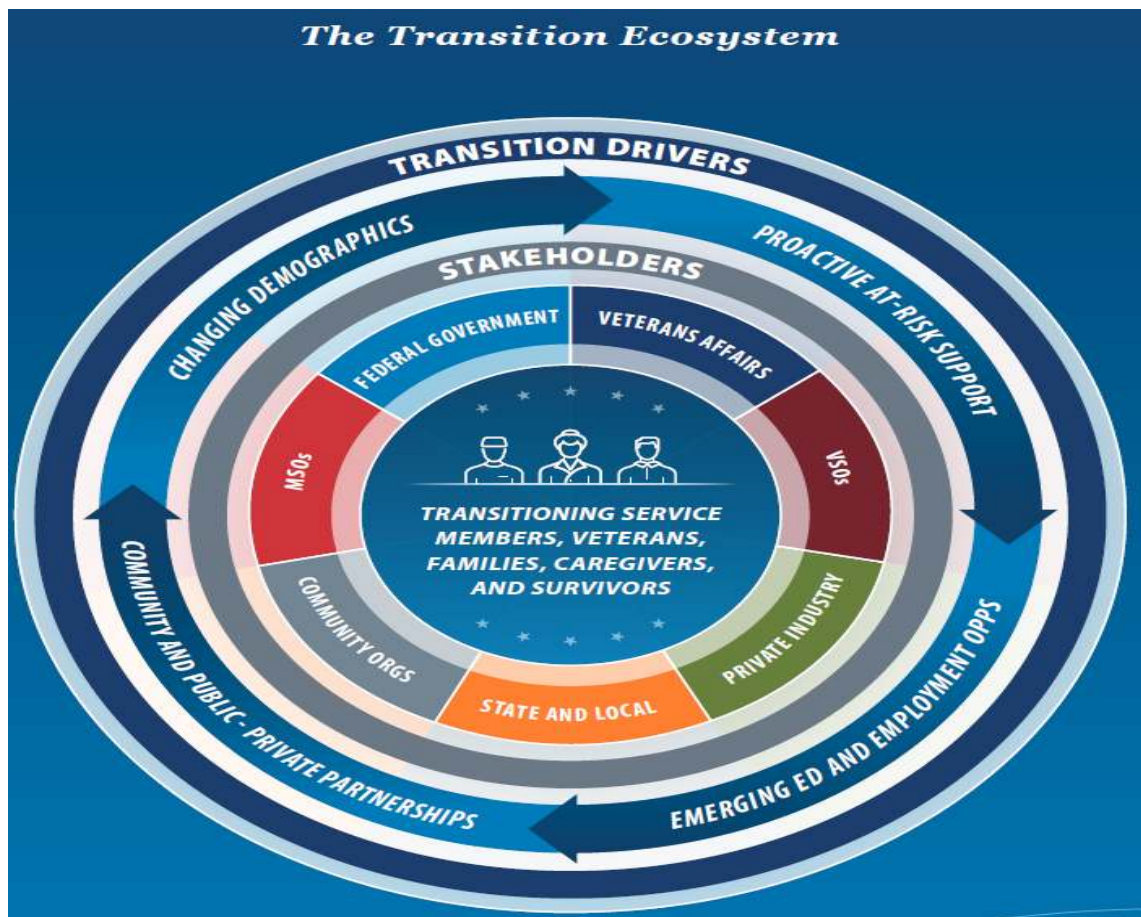 The Transition Ecosystem
TRANSITION DRIVERS
CHANGING DEMOGRAPHICS
PROACTIVE AT-RISK SUPPORT
EMERGING ED AND EMPLOYMENT OPPS
COMMUNITY AND PUBLIC - PRIVATE PARTNERSHIPS
STAKEHOLDERS
FEDERAL GOVERNMENT
VETERANS AFFAIRS
VSOs
PRIVATE INDUSTRY
STATE AND LOCAL
COMMUNITY ORGS
MSOs
TRANSITIONING SERVICE
MEMBERS, VETERANS,
FAMILIES, CAREGIVERS,
AND SURVIVORS